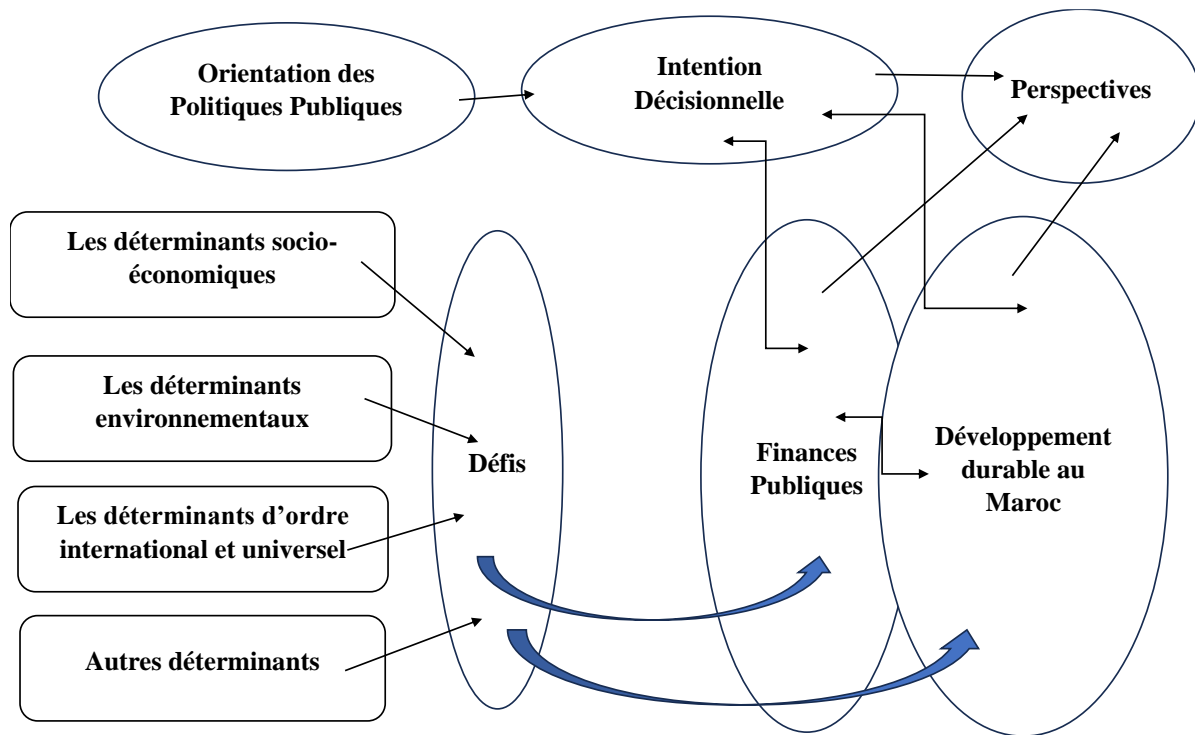 Orientation des
Politiques Publiques
Intention
Décisionnelle
Perspectives
Les déterminants socio-
économiques
Les déterminants
environnementaux
Les déterminants d’ordre
international et universel
Autres déterminants
Défis
Finances
Publiques
Développement
durable au
Maroc